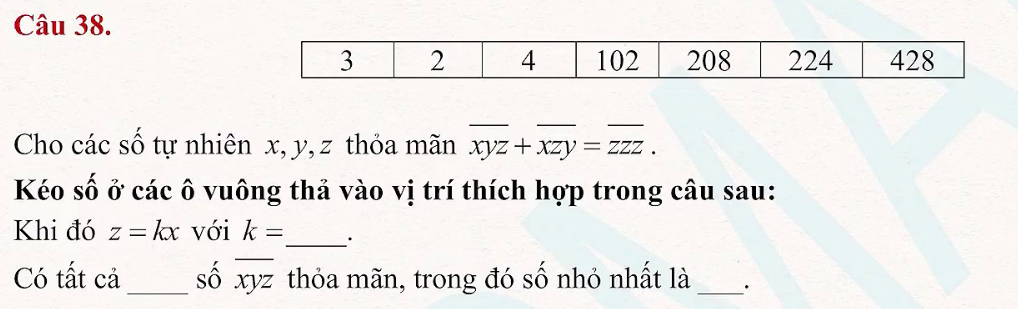 Câu 38.
3 2 4 102 208 224 428
Cho các số tự nhiên x, y, z thỏa mãn \overline{xyz} + \overline{xzy} = \overline{zzz} .
Kéo số ở các ô vuông thả vào vị trí thích hợp trong câu sau:
Khi đó z = kx với k =_____.
Có tất cả _____ số \overline{xyz} thỏa mãn, trong đó số nhỏ nhất là ____.